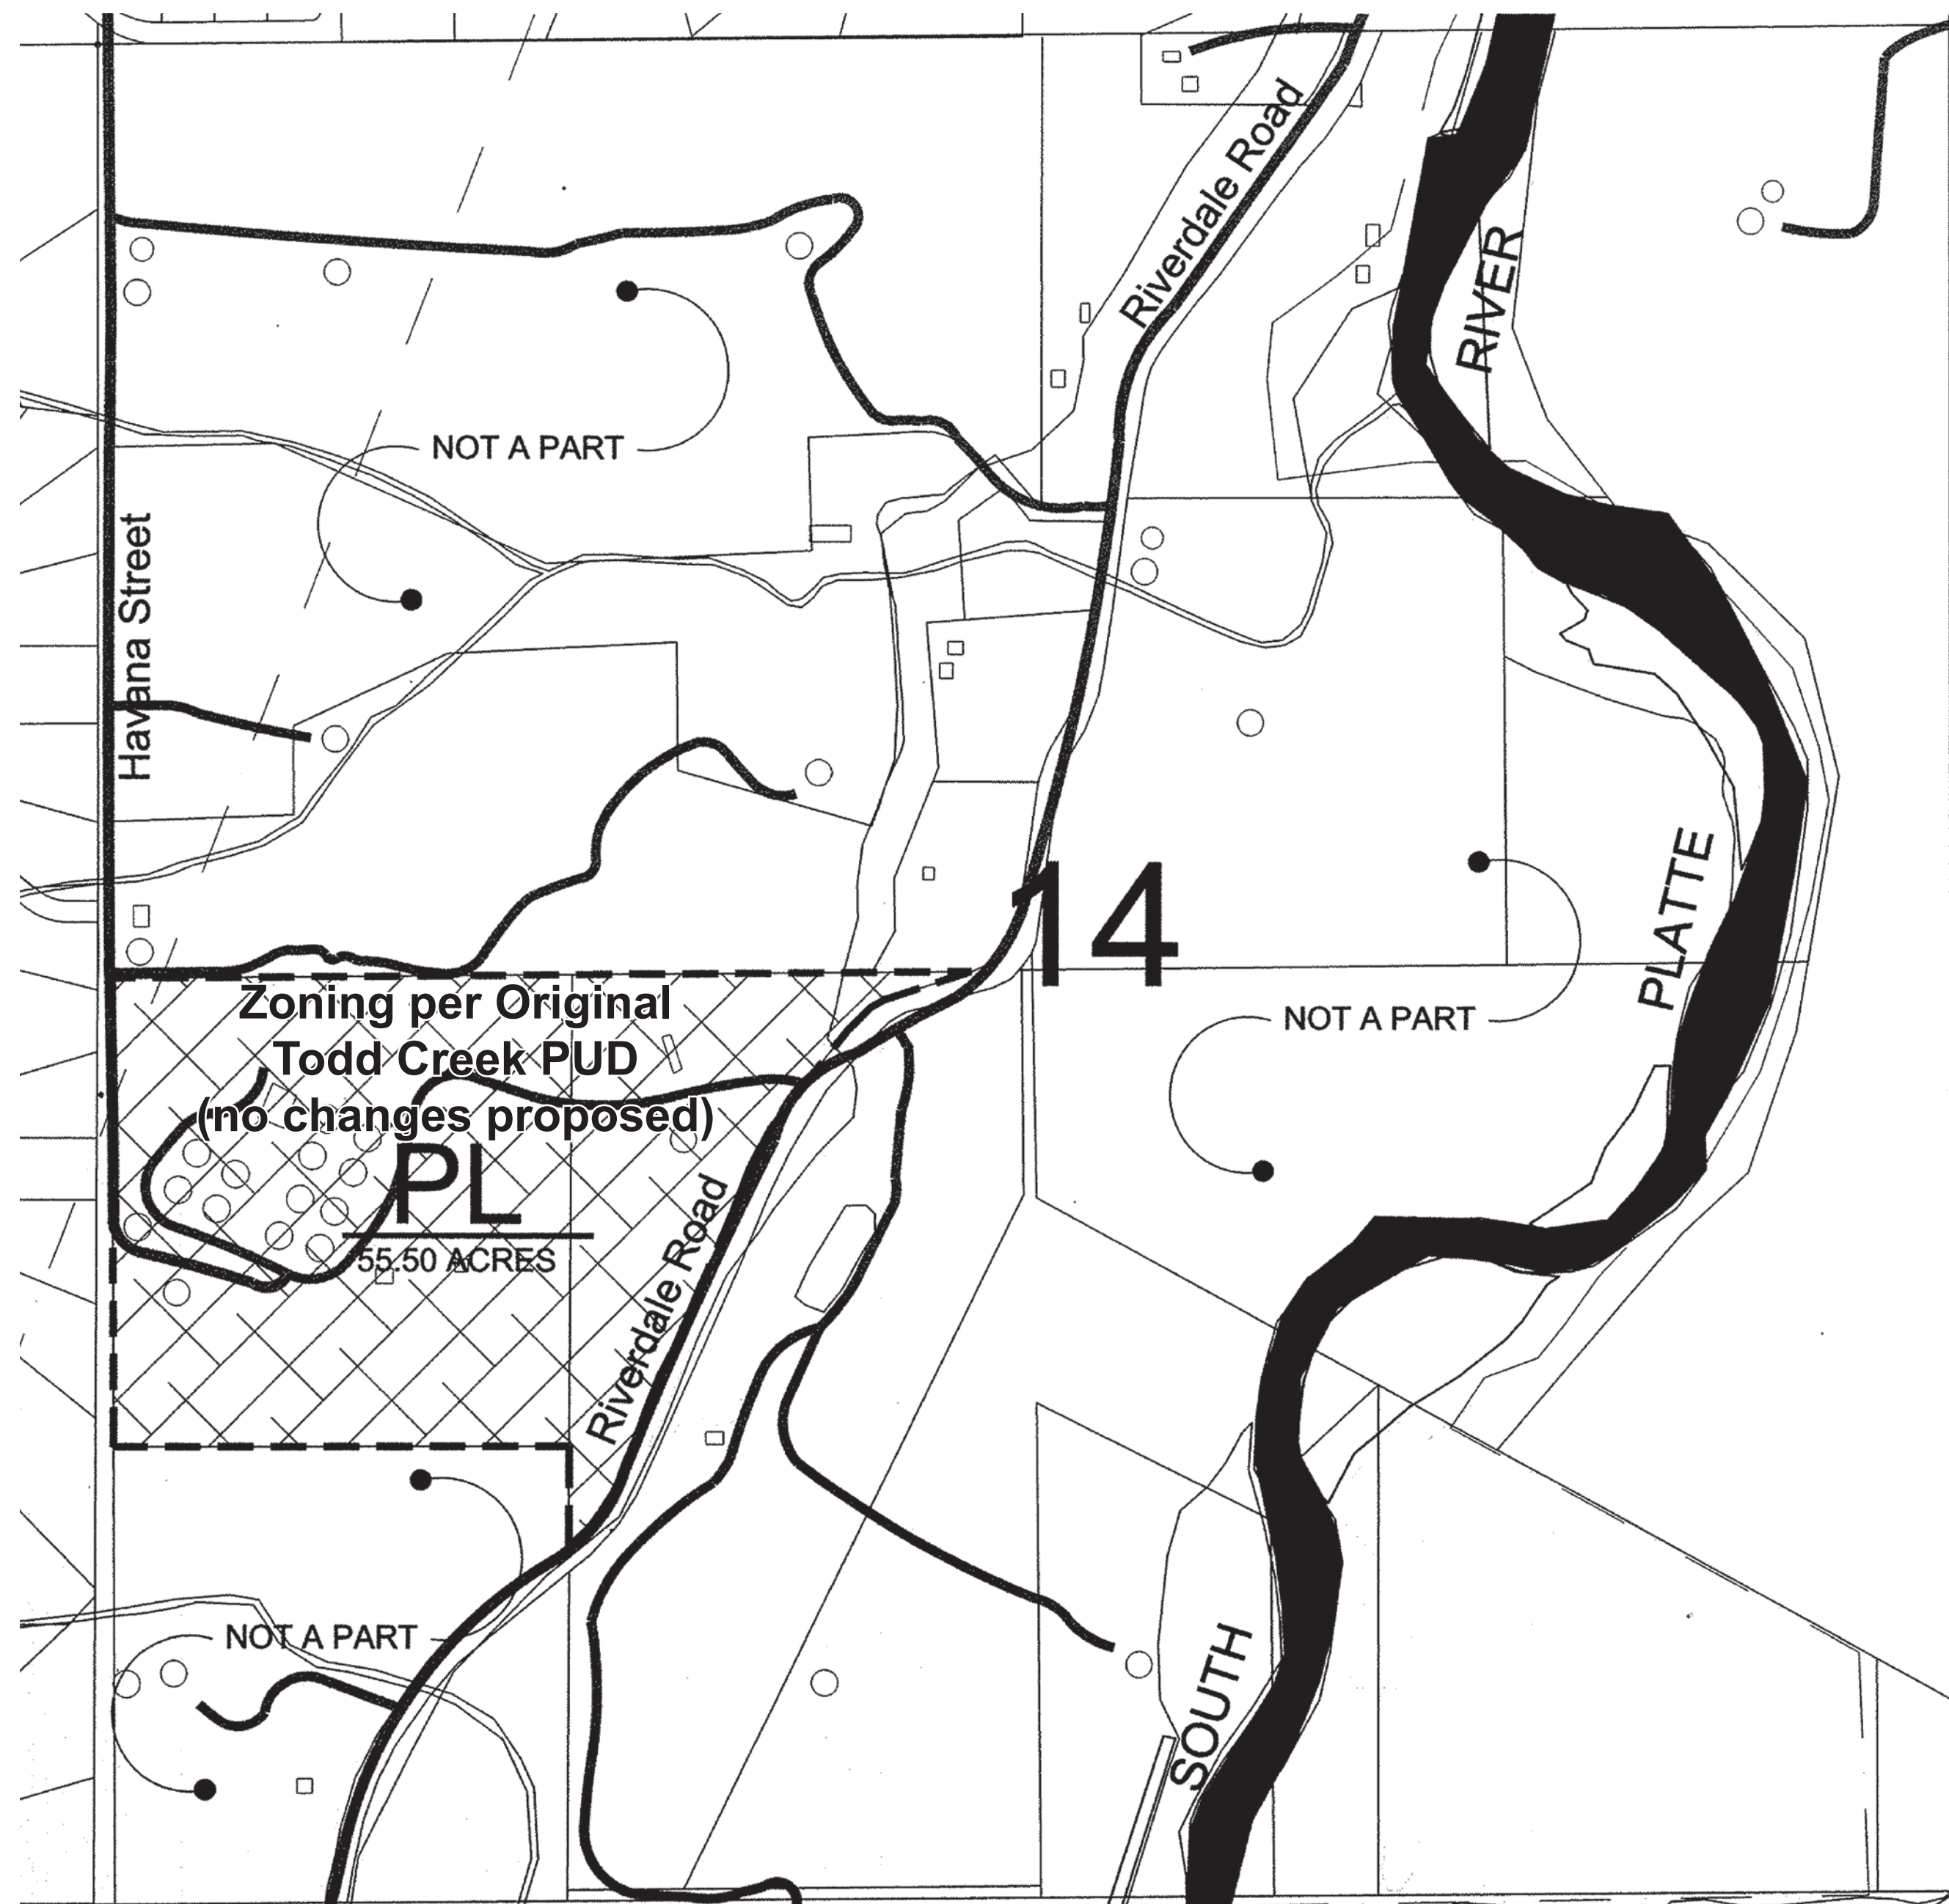 Riverdale Road
RIVER
NOT A PART
Havana Street
14
PLATTE
Zoning per Original
Todd Creek PUD
(no changes proposed)
NOT A PART
PL
55.50 ACRES
Riverdale Road
NOT A PART
SOUTH